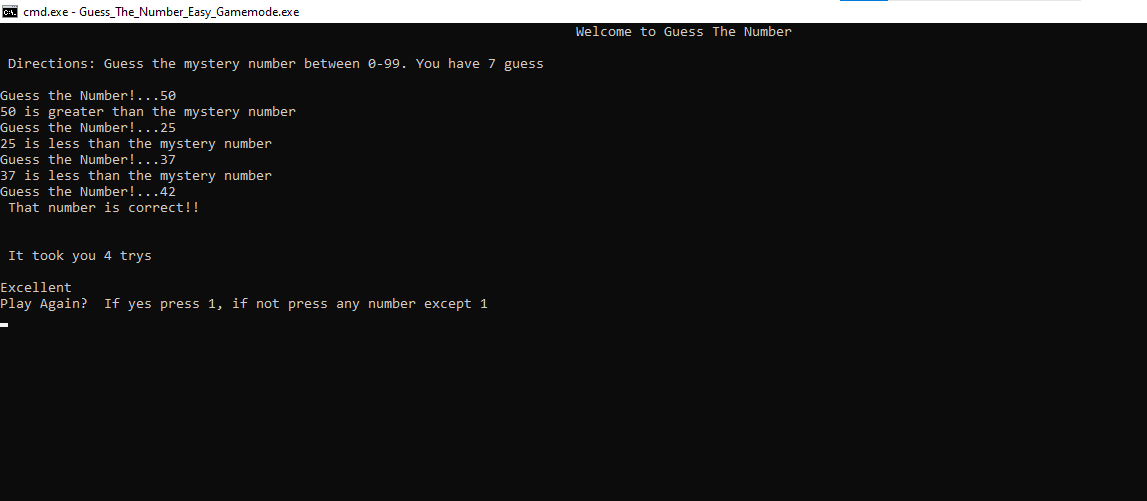 cmd.exe - Guess_The_Number_Easy_Gamemode.exe
Welcome to Guess The Number
Directions: Guess the mystery number between 0-99. You have 7 guess
Guess the Number!...50
50 is greater than the mystery number
Guess the Number!...25
25 is less than the mystery number
Guess the Number!...37
37 is less than the mystery number
Guess the Number!...42
That number is correct!!
It took you 4 trys
Excellent
Play Again?  If yes press 1, if not press any number except 1